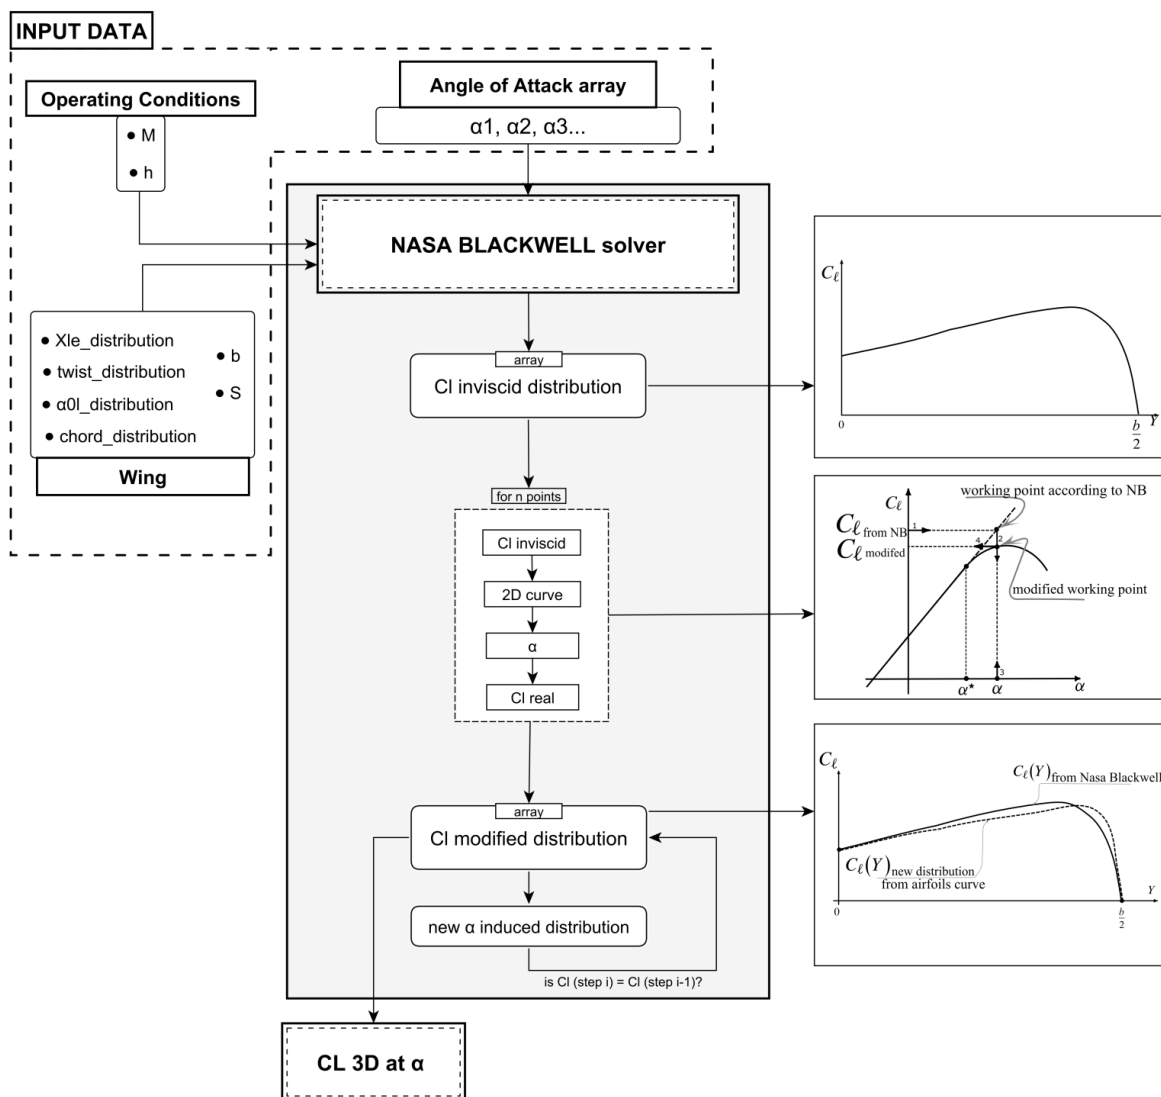 INPUT DATA
Operating Conditions
• M
• h
Angle of Attack array
α1, α2, α3...
NASA BLACKWELL solver
• Xle_distribution
• twist_distribution
• α0l_distribution
• chord_distribution
• b
• S
Wing
array
Cl inviscid distribution
for n points
Cl inviscid
2D curve
α
Cl real
array
Cl modified distribution
new α induced distribution
is Cl (step i) = Cl (step i-1)?
CL 3D at α
Cℓ
0
b/2
Y
working point according to NB
Cℓ
Cℓ from NB
Cℓ modifed
1
2
4
3
modified working point
α*
α
α
Cℓ
Cℓ(Y) from Nasa Blackwell
Cℓ(Y) new distribution
from airfoils curve
0
b/2
Y